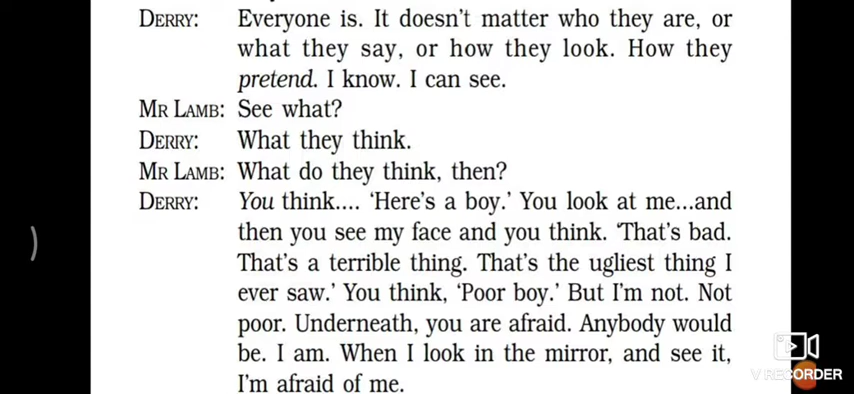 DERRY: Everyone is. It doesn't matter who they are, or
what they say, or how they look. How they
pretend. I know. I can see.
MR LAMB: See what?
DERRY: What they think.
MR LAMB: What do they think, then?
DERRY: You think.... 'Here's a boy.' You look at me...and
then you see my face and you think. 'That's bad.
That's a terrible thing. That's the ugliest thing I
ever saw.' You think, 'Poor boy.' But I'm not. Not
poor. Underneath, you are afraid. Anybody would
be. I am. When I look in the mirror, and see it,
I'm afraid of me.
V RECORDER